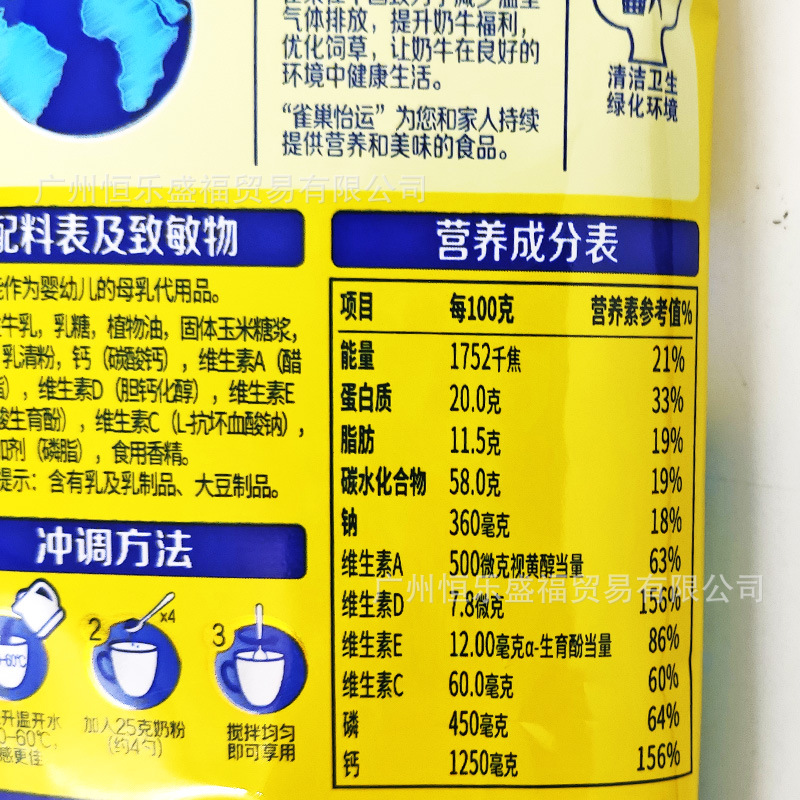 气体排放，提升奶牛福利，
优化饲草，让奶牛在良好的
环境中健康生活。
“雀巢怡运”为您和家人持续
提供营养和美味的食品。
清洁卫生
绿化环境
广州恒乐盛福贸易有限公司
配料表及致敏物
作为婴幼儿的母乳代用品。
牛乳，乳糖，植物油，固体玉米糖浆，
乳清粉，钙（碳酸钙），维生素A（醋
，维生素D（胆钙化醇），维生素E
生育酚），维生素C（L-抗坏血酸钠），
剂（磷脂），食用香精。
提示：含有乳及乳制品、大豆制品。
冲调方法
2
×4
3
-60℃
升温开水
-60℃，
感更佳
加入25克奶粉
（约4勺）
搅拌均匀
即可享用
营养成分表
项目 每100克 营养素参考值%
能量 1752千焦 21%
蛋白质 20.0克 33%
脂肪 11.5克 19%
碳水化合物 58.0克 19%
钠 360毫克 18%
维生素A 500微克视黄醇当量 63%
广州恒乐盛福贸易有限公司
维生素D 7.8微克 156%
维生素E 12.00毫克α-生育酚当量 86%
维生素C 60.0毫克 60%
磷 450毫克 64%
钙 1250毫克 156%